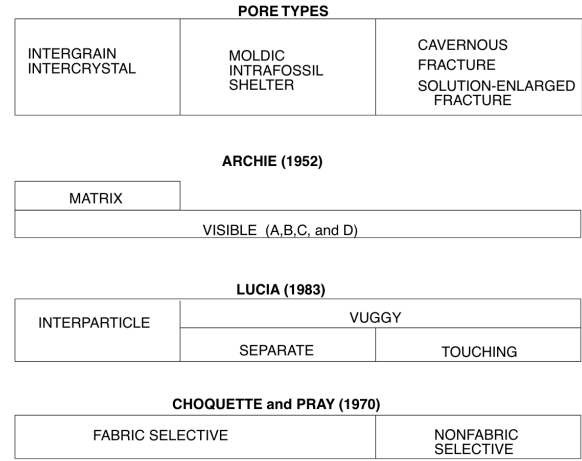 PORE TYPES
INTERGRAIN
INTERCRYSTAL
MOLDIC
INTRAFOSSIL
SHELTER
CAVERNOUS
FRACTURE
SOLUTION-ENLARGED
FRACTURE
ARCHIE (1952)
MATRIX
VISIBLE (A,B,C, and D)
LUCIA (1983)
INTERPARTICLE
VUGGY
SEPARATE
TOUCHING
CHOQUETTE and PRAY (1970)
FABRIC SELECTIVE
NONFABRIC
SELECTIVE